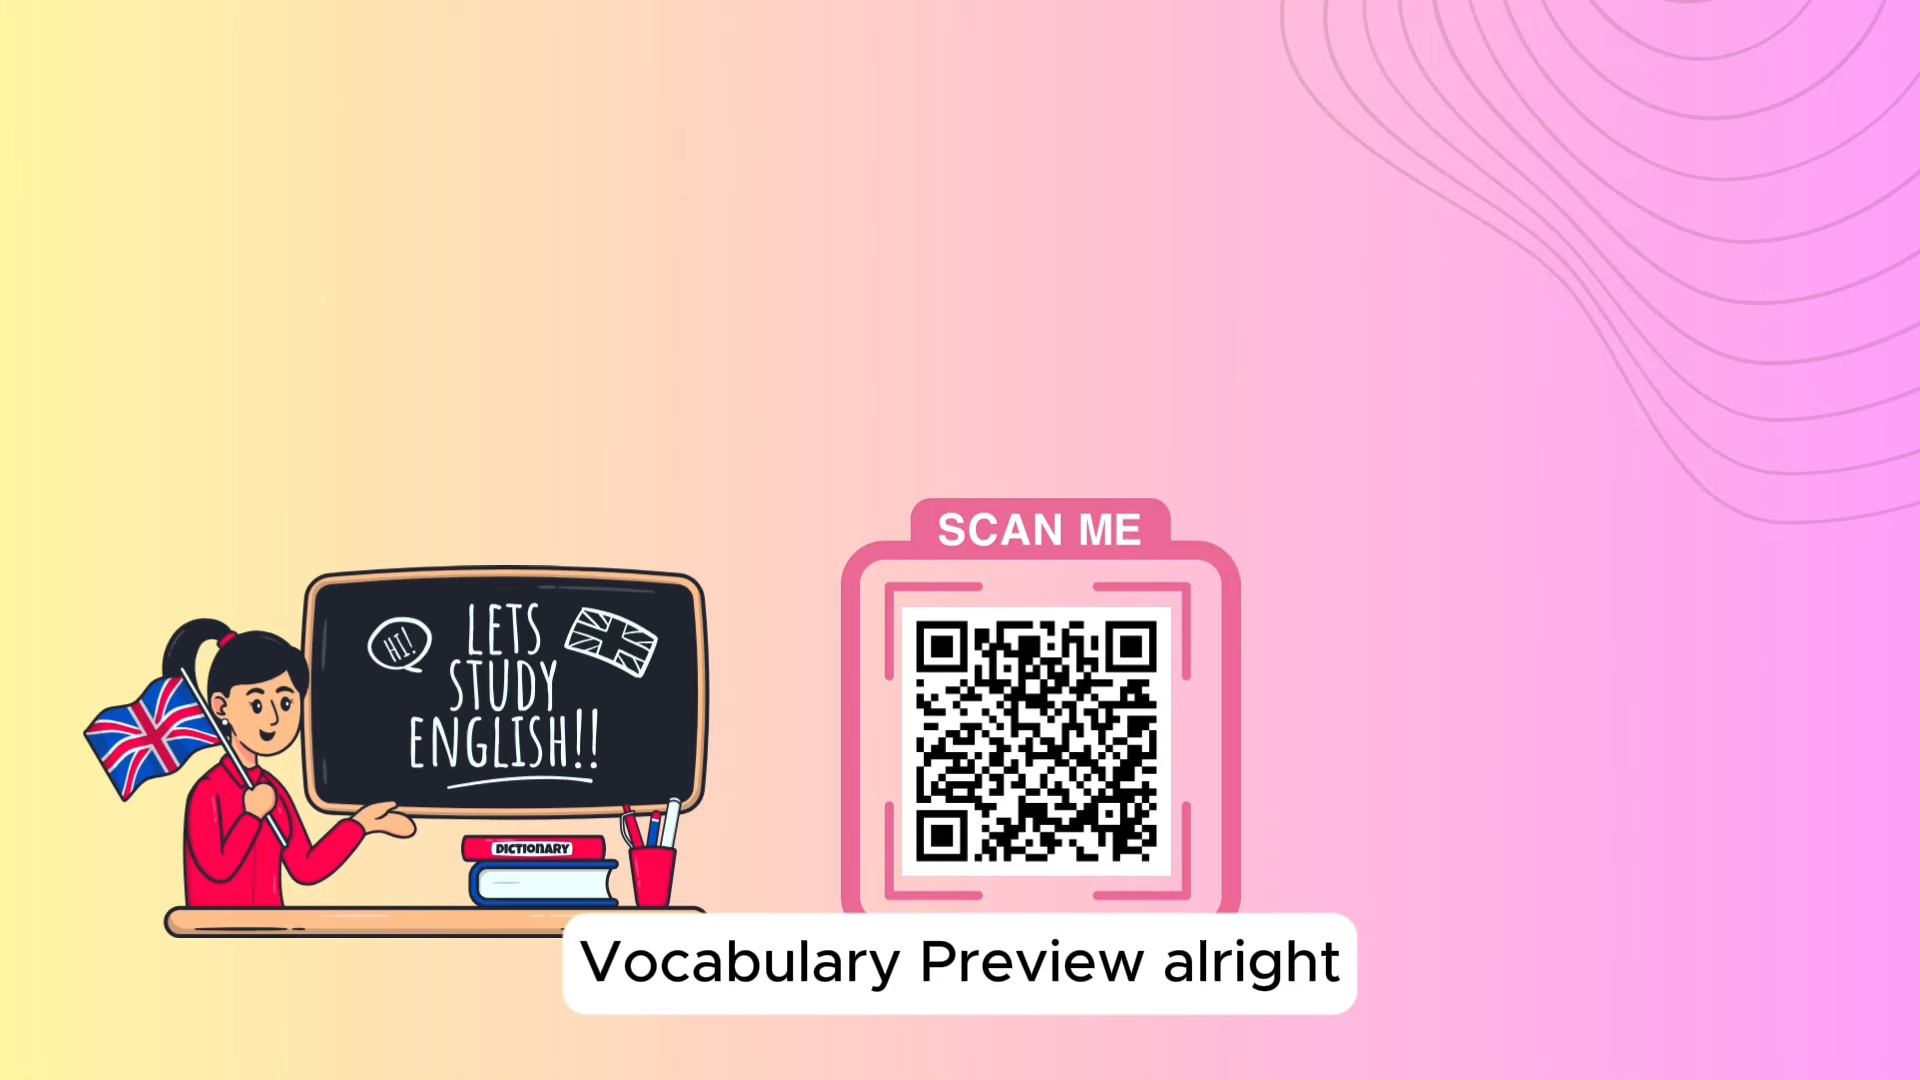 SCAN ME
HI!
LETS
STUDY
ENGLISH!!
DICTIONARY
Vocabulary Preview alright